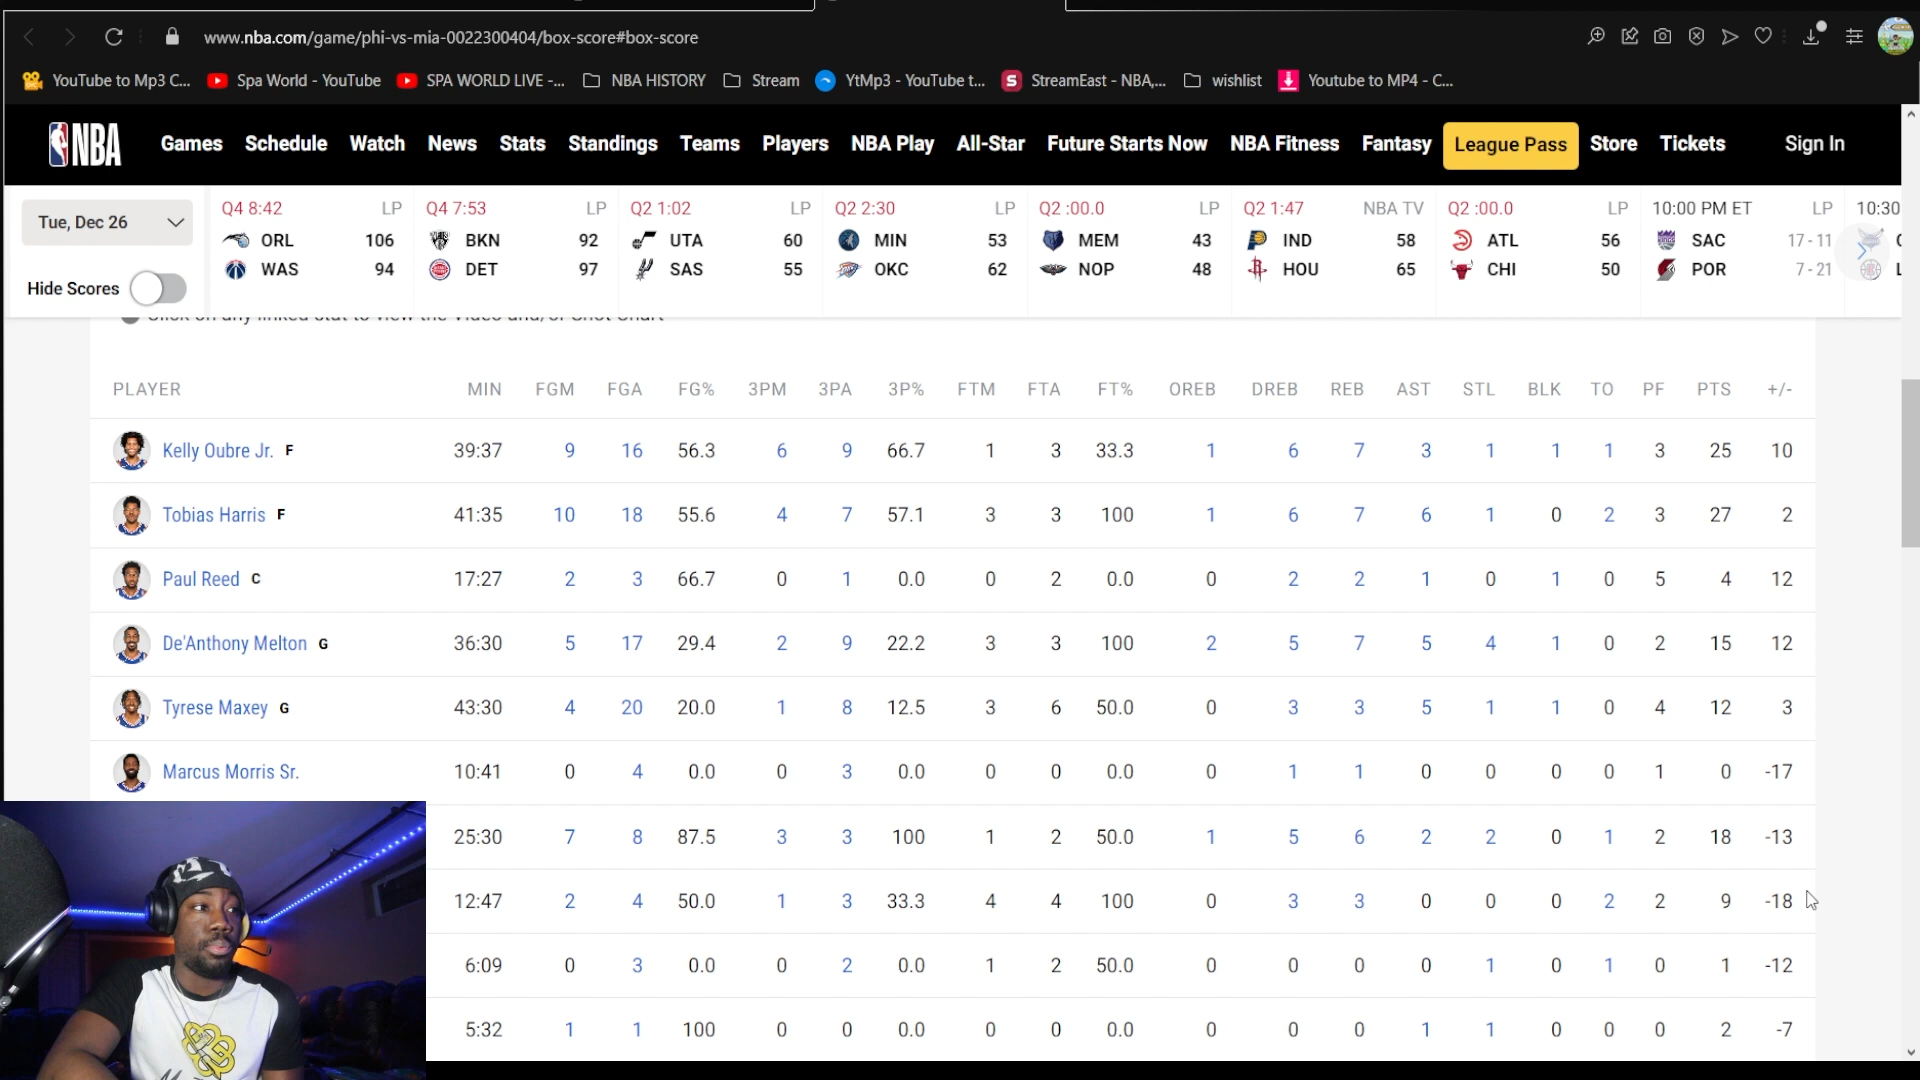 www.nba.com/game/phi-vs-mia-0022300404/box-score#box-score
YouTube to Mp3 C... Spa World - YouTube SPA WORLD LIVE -... NBA HISTORY Stream YtMp3 - YouTube t... StreamEast - NBA,... wishlist Youtube to MP4 - C...
NBA Games Schedule Watch News Stats Standings Teams Players NBA Play All-Star Future Starts Now NBA Fitness Fantasy League Pass Store Tickets Sign In
Tue, Dec 26
Hide Scores
Q4 8:42 LP
ORL 106
WAS 94
Q4 7:53 LP
BKN 92
DET 97
Q2 1:02 LP
UTA 60
SAS 55
Q2 2:30 LP
MIN 53
OKC 62
Q2 :00.0 LP
MEM 43
NOP 48
Q2 1:47 NBA TV
IND 58
HOU 65
Q2 :00.0 LP
ATL 56
CHI 50
10:00 PM ET LP
SAC 17 - 11
POR 7 - 21
10:30
Click on any linked stat to view the Video and/or Shot Chart
PLAYER MIN FGM FGA FG% 3PM 3PA 3P% FTM FTA FT% OREB DREB REB AST STL BLK TO PF PTS +/-
Kelly Oubre Jr. F 39:37 9 16 56.3 6 9 66.7 1 3 33.3 1 6 7 3 1 1 1 3 25 10
Tobias Harris F 41:35 10 18 55.6 4 7 57.1 3 3 100 1 6 7 6 1 0 2 3 27 2
Paul Reed C 17:27 2 3 66.7 0 1 0.0 0 2 0.0 0 2 2 1 0 1 0 5 4 12
De'Anthony Melton G 36:30 5 17 29.4 2 9 22.2 3 3 100 2 5 7 5 4 1 0 2 15 12
Tyrese Maxey G 43:30 4 20 20.0 1 8 12.5 3 6 50.0 0 3 3 5 1 1 0 4 12 3
Marcus Morris Sr. 10:41 0 4 0.0 0 3 0.0 0 0 0.0 0 1 1 0 0 0 0 1 0 -17
25:30 7 8 87.5 3 3 100 1 2 50.0 1 5 6 2 2 0 1 2 18 -13
12:47 2 4 50.0 1 3 33.3 4 4 100 0 3 3 0 0 0 2 2 9 -18
6:09 0 3 0.0 0 2 0.0 1 2 50.0 0 0 0 0 1 0 1 0 1 -12
5:32 1 1 100 0 0 0.0 0 0 0.0 0 0 0 1 1 0 0 0 2 -7